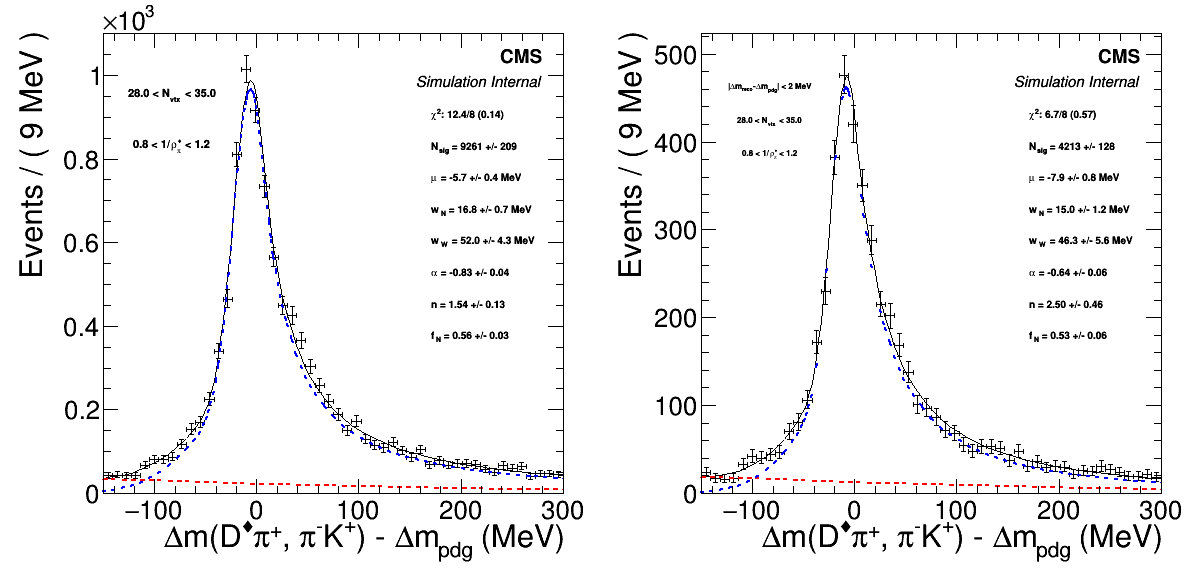 ×10³
CMS
Simulation Internal
28.0 < N_vtx < 35.0
0.8 < 1/ρ_π^♦ < 1.2
χ²: 12.4/8 (0.14)
N_sig = 9261 +/- 209
μ = -5.7 +/- 0.4 MeV
w_N = 16.8 +/- 0.7 MeV
w_W = 52.0 +/- 4.3 MeV
α = -0.83 +/- 0.04
n = 1.54 +/- 0.13
f_N = 0.56 +/- 0.03
Events / ( 9 MeV )
1
0.8
0.6
0.4
0.2
0
−100 0 100 200 300
Δm(D♦π⁺, π⁻K⁺) - Δm_pdg (MeV)
CMS
Simulation Internal
|Δm_reco-Δm_pdg| < 2 MeV
28.0 < N_vtx < 35.0
0.8 < 1/ρ_π^♦ < 1.2
χ²: 6.7/8 (0.57)
N_sig = 4213 +/- 128
μ = -7.9 +/- 0.8 MeV
w_N = 15.0 +/- 1.2 MeV
w_W = 46.3 +/- 5.6 MeV
α = -0.64 +/- 0.06
n = 2.50 +/- 0.46
f_N = 0.53 +/- 0.06
Events / ( 9 MeV )
500
400
300
200
100
0
−100 0 100 200 300
Δm(D♦π⁺, π⁻K⁺) - Δm_pdg (MeV)